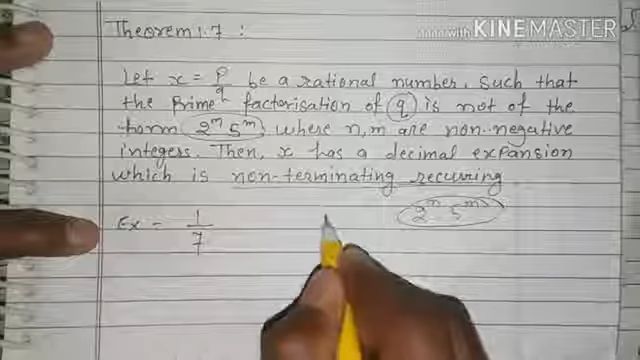 Made with KINEMASTER
Theorem 1.7 :
Let x = p/q be a rational number, such that
the prime factorisation of q is not of the
form 2ⁿ 5ᵐ, where n,m are non-negative
integers. Then, x has a decimal expansion
which is non-terminating recurring
2ⁿ 5ᵐ
Ex = 1/7